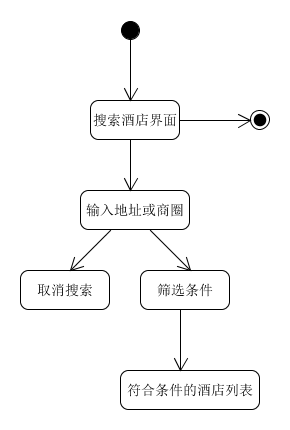 搜索酒店界面
输入地址或商圈
取消搜索
筛选条件
符合条件的酒店列表